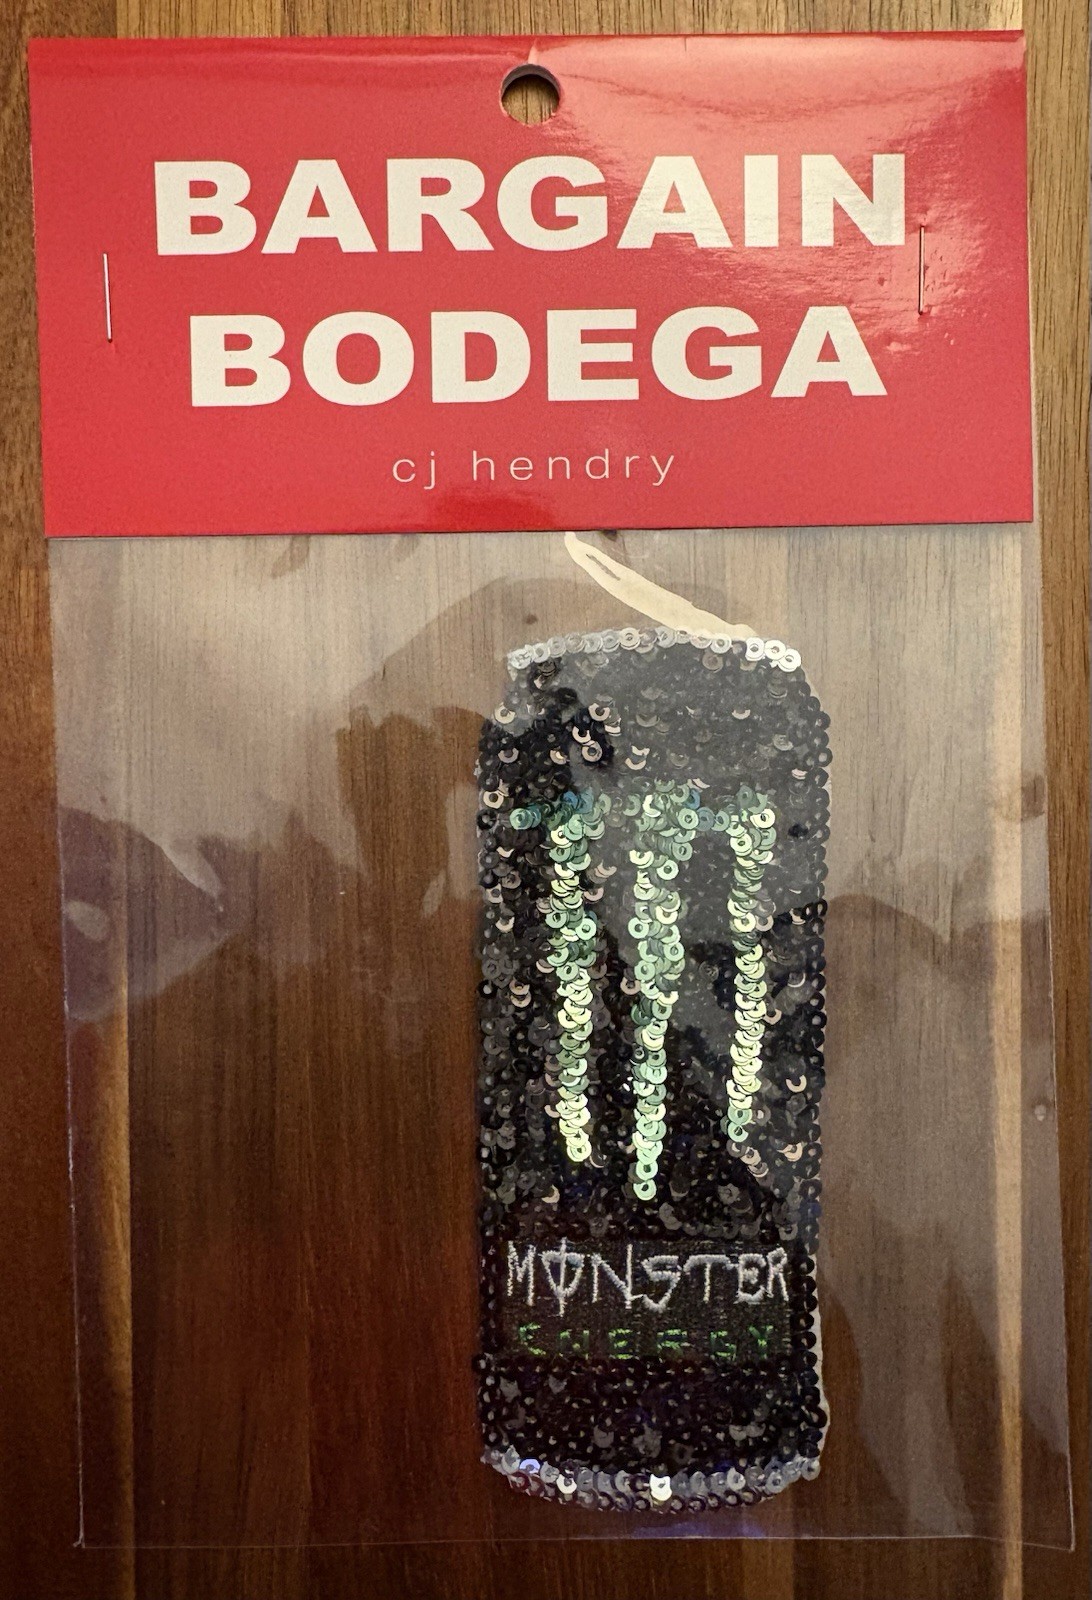 BARGAIN
BODEGA
cj hendry
MONSTER
ENERGY